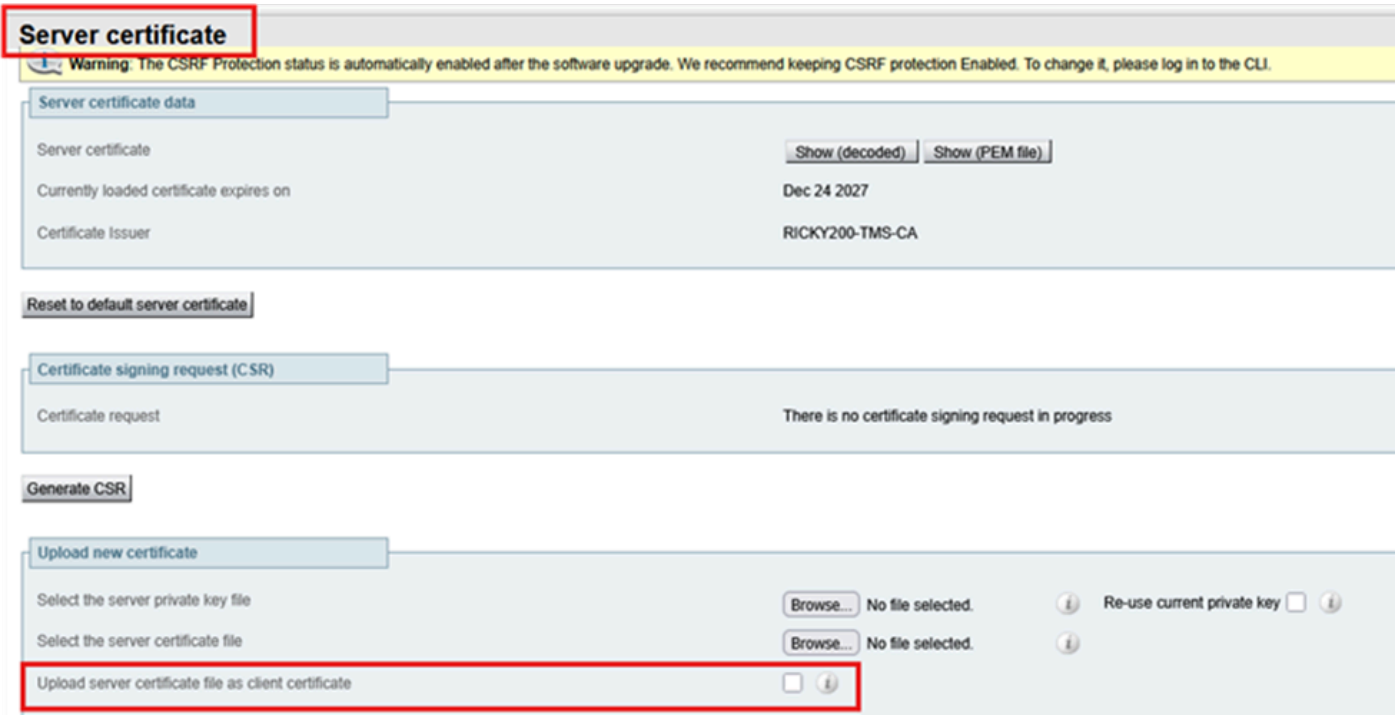 Server certificate
Warning: The CSRF Protection status is automatically enabled after the software upgrade. We recommend keeping CSRF protection Enabled. To change it, please log in to the CLI.
Server certificate data
Server certificate Show (decoded) Show (PEM file)
Currently loaded certificate expires on Dec 24 2027
Certificate Issuer RICKY200-TMS-CA
Reset to default server certificate
Certificate signing request (CSR)
Certificate request There is no certificate signing request in progress
Generate CSR
Upload new certificate
Select the server private key file Browse... No file selected. i Re-use current private key i
Select the server certificate file Browse... No file selected. i
Upload server certificate file as client certificate i